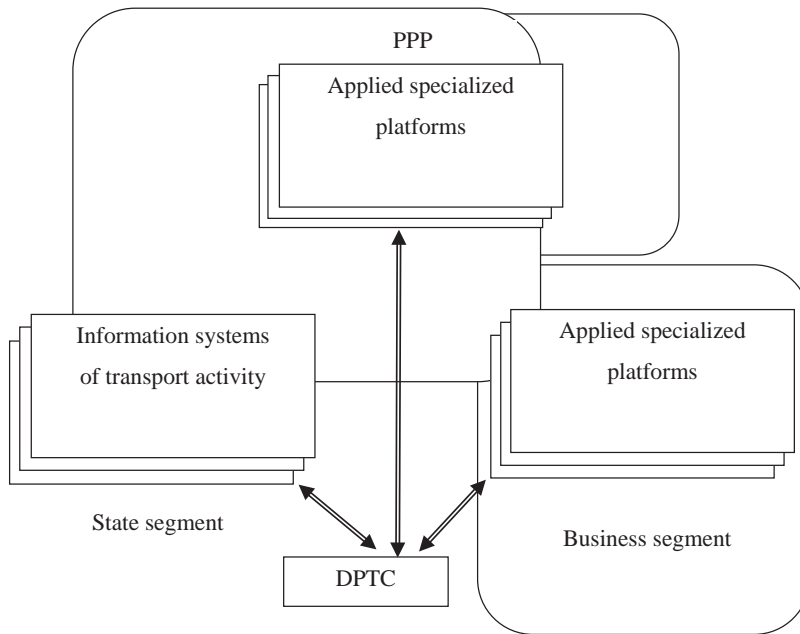 PPP
Applied specialized
platforms
Information systems
of transport activity
Applied specialized
platforms
State segment
Business segment
DPTC